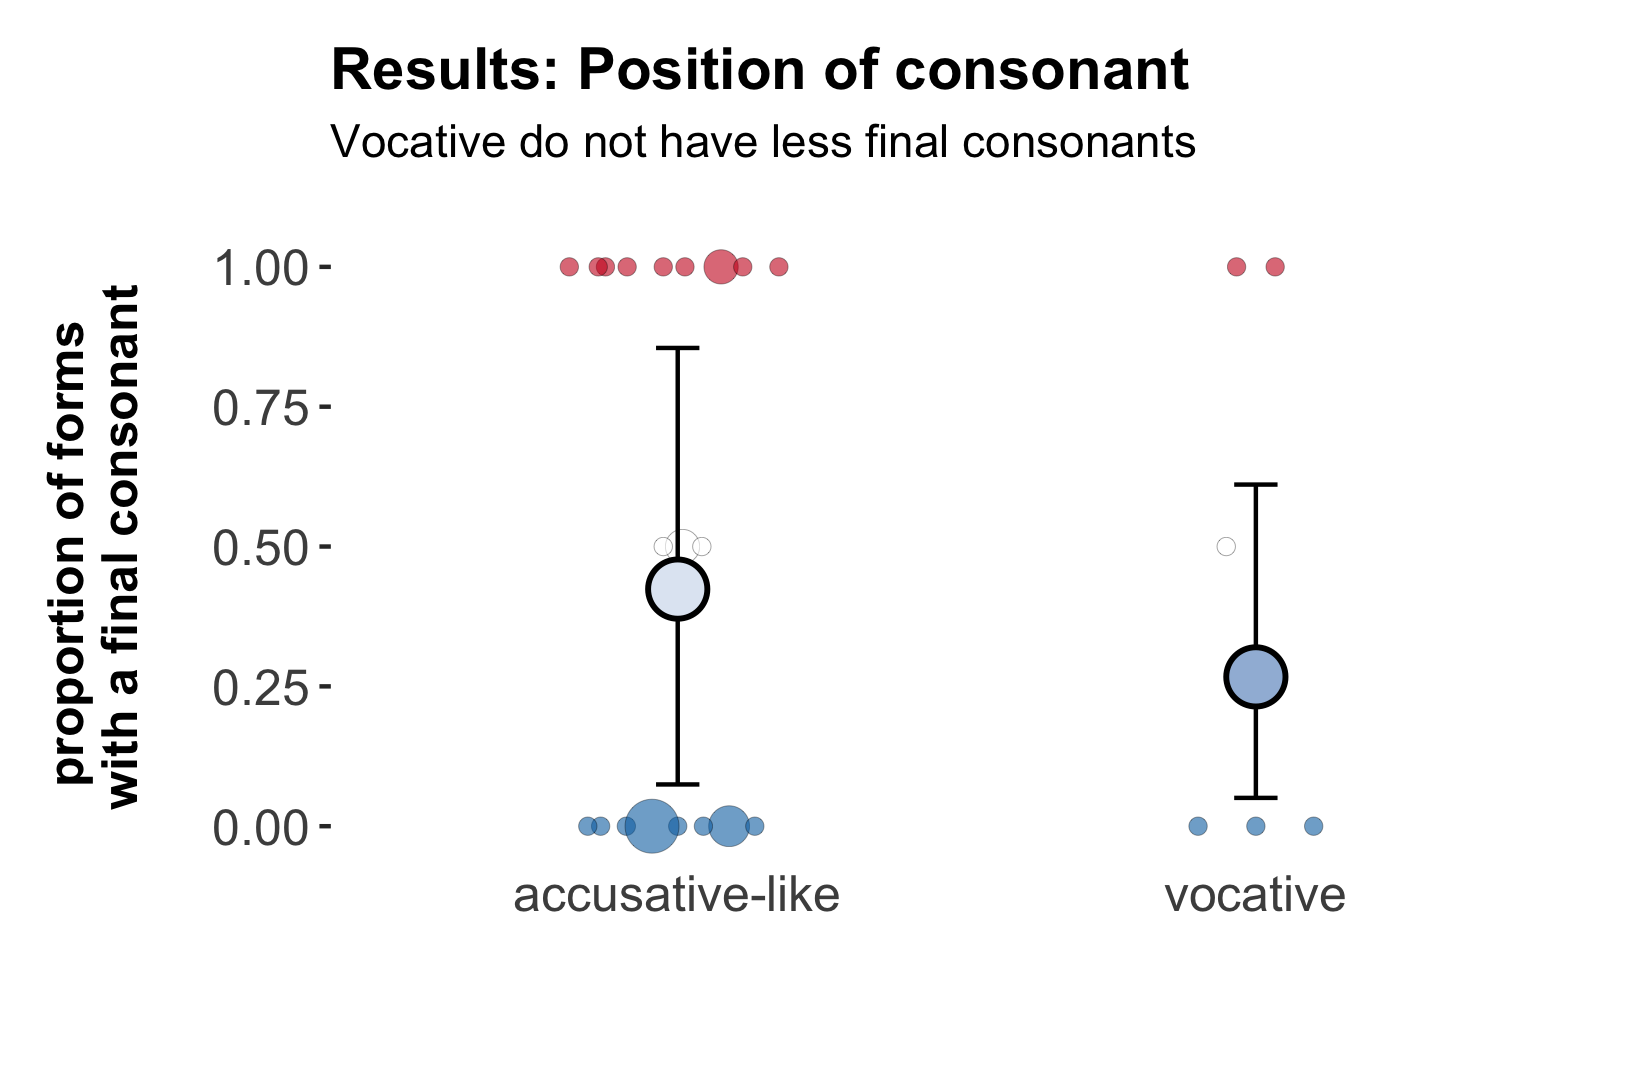 Results: Position of consonant
Vocative do not have less final consonants
proportion of forms
with a final consonant
1.00
0.75
0.50
0.25
0.00
accusative-like
vocative